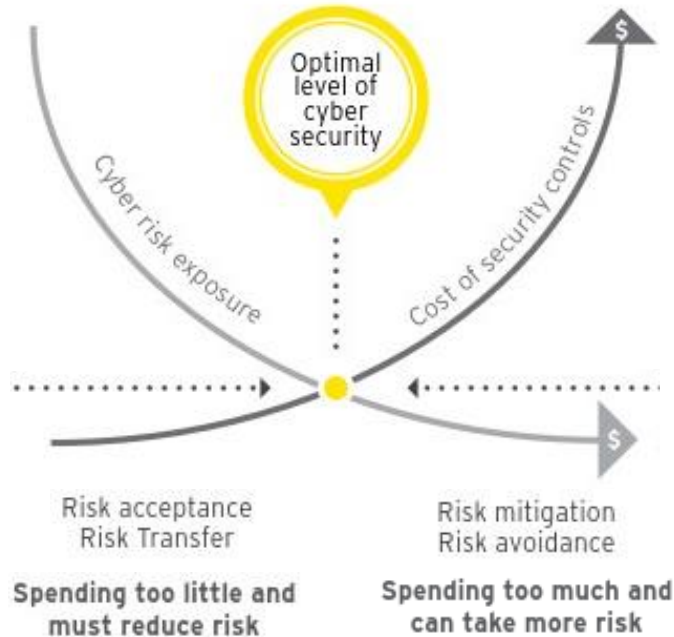 $
Optimal
level of
cyber
security
Cyber risk exposure
Cost of security controls
$
Risk acceptance
Risk Transfer
Spending too little and
must reduce risk
Risk mitigation
Risk avoidance
Spending too much and
can take more risk